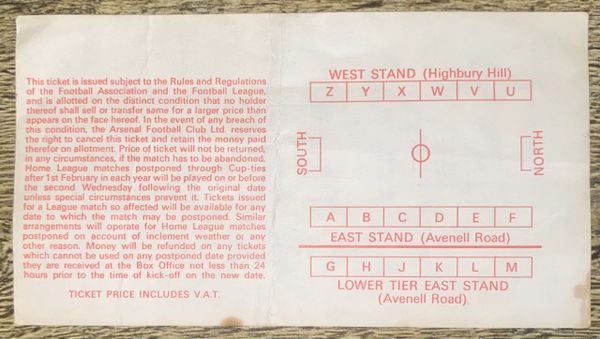 This ticket is issued subject to the Rules and Regulations
of the Football Association and the Football League,
and is allotted on the distinct condition that no holder
thereof shall sell or transfer same for a larger price than
appears on the face hereof. In the event of any breach of
this condition, the Arsenal Football Club Ltd. reserves
the right to cancel this ticket and retain the money paid
therefor on allotment. Price of ticket will not be returned,
in any circumstances, if the match has to be abandoned.
Home League matches postponed through Cup-ties
after 1st February in each year will be played on or before
the second Wednesday following the original date
unless special circumstances prevent it. Tickets issued
for a League match so affected will be available for any
date to which the match may be postponed. Similar
arrangements will operate for Home League matches
postponed on account of inclement weather or any
other reason. Money will be refunded on any tickets
which cannot be used on any postponed date provided
they are received at the Box Office not less than 24
hours prior to the time of kick-off on the new date.
TICKET PRICE INCLUDES V.A.T.
WEST STAND (Highbury Hill)
Z Y X W V U
SOUTH
NORTH
A B C D E F
EAST STAND (Avenell Road)
G H J K L M
LOWER TIER EAST STAND
(Avenell Road).